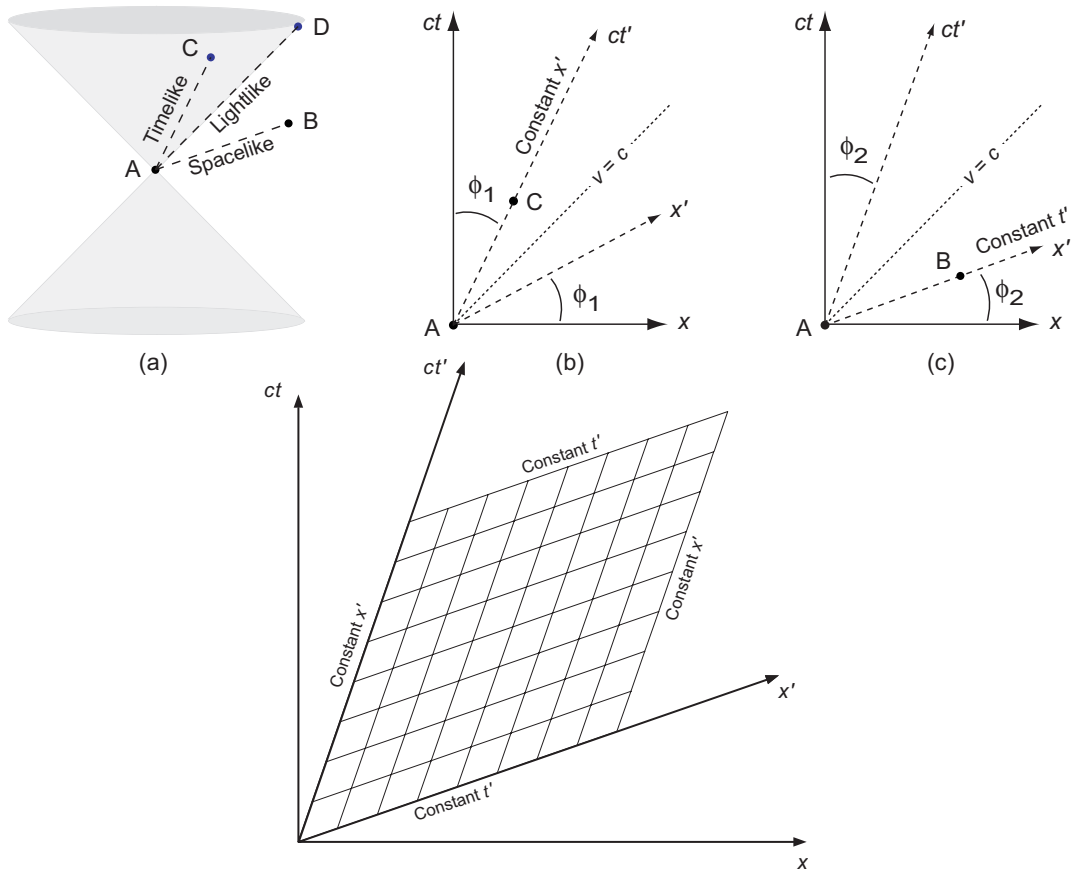 D
C
Timelike
Lightlike
B
A
Spacelike
(a)
ct
ct'
Constant x'
v = c
ϕ1
C
x'
ϕ1
A
x
(b)
ct
ct'
ϕ2
v = c
Constant t'
B
x'
ϕ2
A
x
(c)
ct
ct'
Constant t'
Constant x'
Constant x'
x'
Constant t'
x